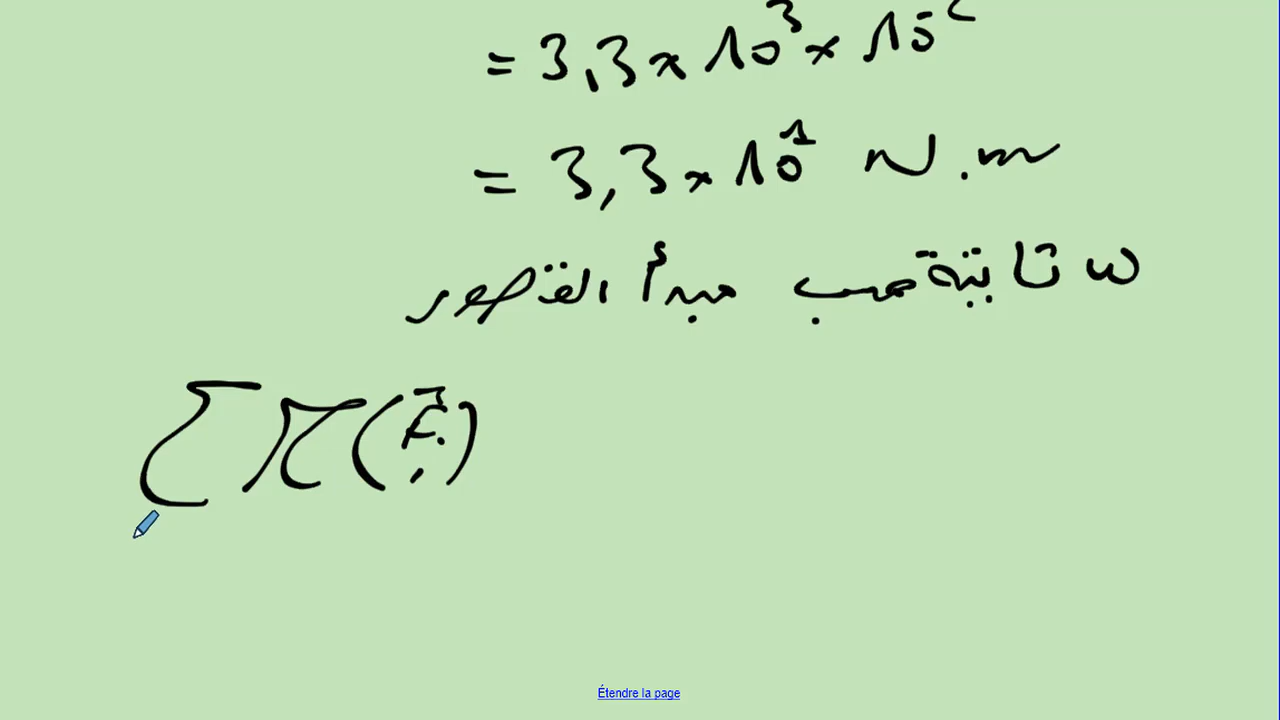 = 3,3 x 10³ x 10⁻²
= 3,3 x 10¹ N.m
ω ثابتة حسب مبدأ القصور
Σ M(F⃗ᵢ)
Étendre la page